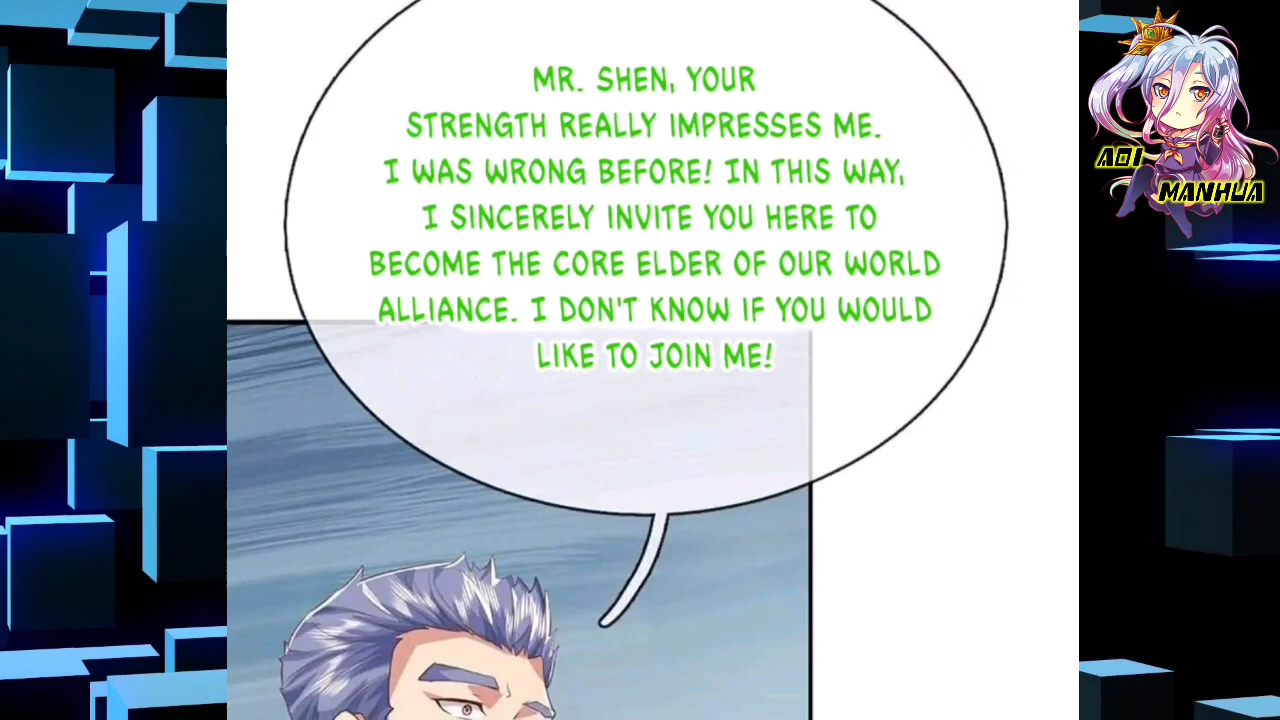 MR. SHEN, YOUR
STRENGTH REALLY IMPRESSES ME.
I WAS WRONG BEFORE! IN THIS WAY,
I SINCERELY INVITE YOU HERE TO
BECOME THE CORE ELDER OF OUR WORLD
ALLIANCE. I DON'T KNOW IF YOU WOULD
LIKE TO JOIN ME!
AOI
MANHUA